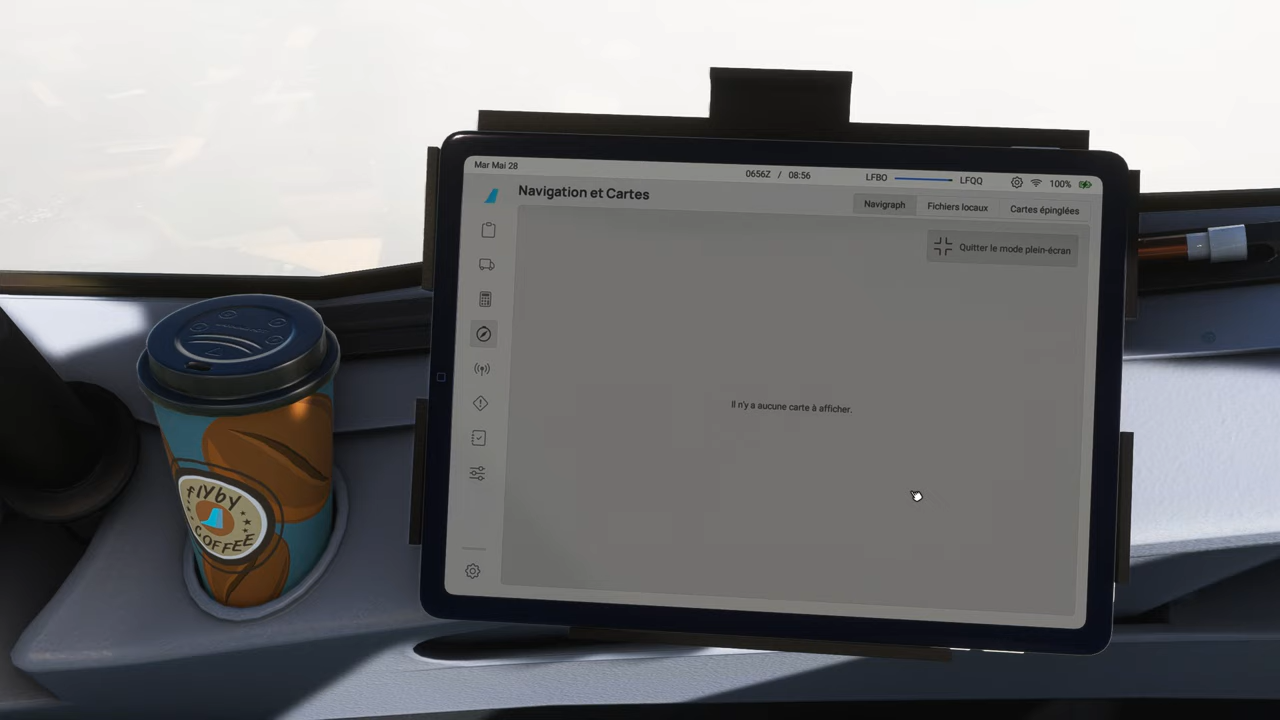 Mar Mai 28
0656Z / 08:56
LFBO LFQQ
100%
Navigation et Cartes
Navigraph
Fichiers locaux
Cartes épinglées
Quitter le mode plein-écran
Il n'y a aucune carte à afficher.
flyby
COFFEE